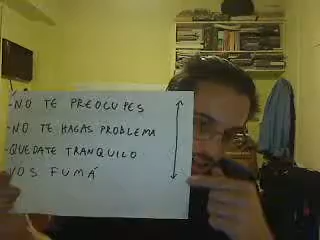 -NO TE PREOCUPES
-NO TE HAGAS PROBLEMA
-QUEDATE TRANQUILO
VOS FUMÁ